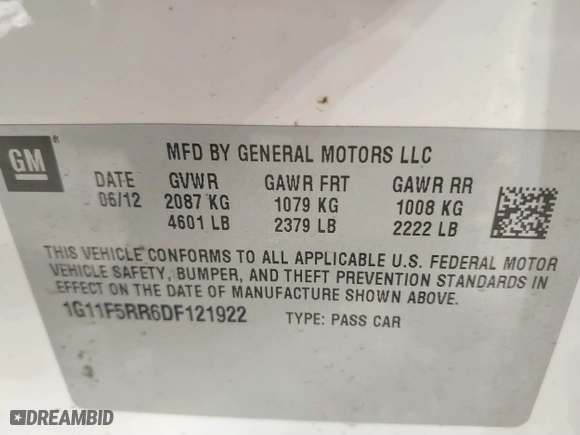 GM ®
MFD BY GENERAL MOTORS LLC
DATE GVWR GAWR FRT GAWR RR
06/12 2087 KG 1079 KG 1008 KG
4601 LB 2379 LB 2222 LB
THIS VEHICLE CONFORMS TO ALL APPLICABLE U.S. FEDERAL MOTOR
VEHICLE SAFETY, BUMPER, AND THEFT PREVENTION STANDARDS IN
EFFECT ON THE DATE OF MANUFACTURE SHOWN ABOVE.
1G11F5RR6DF121922 TYPE: PASS CAR
DREAMBID